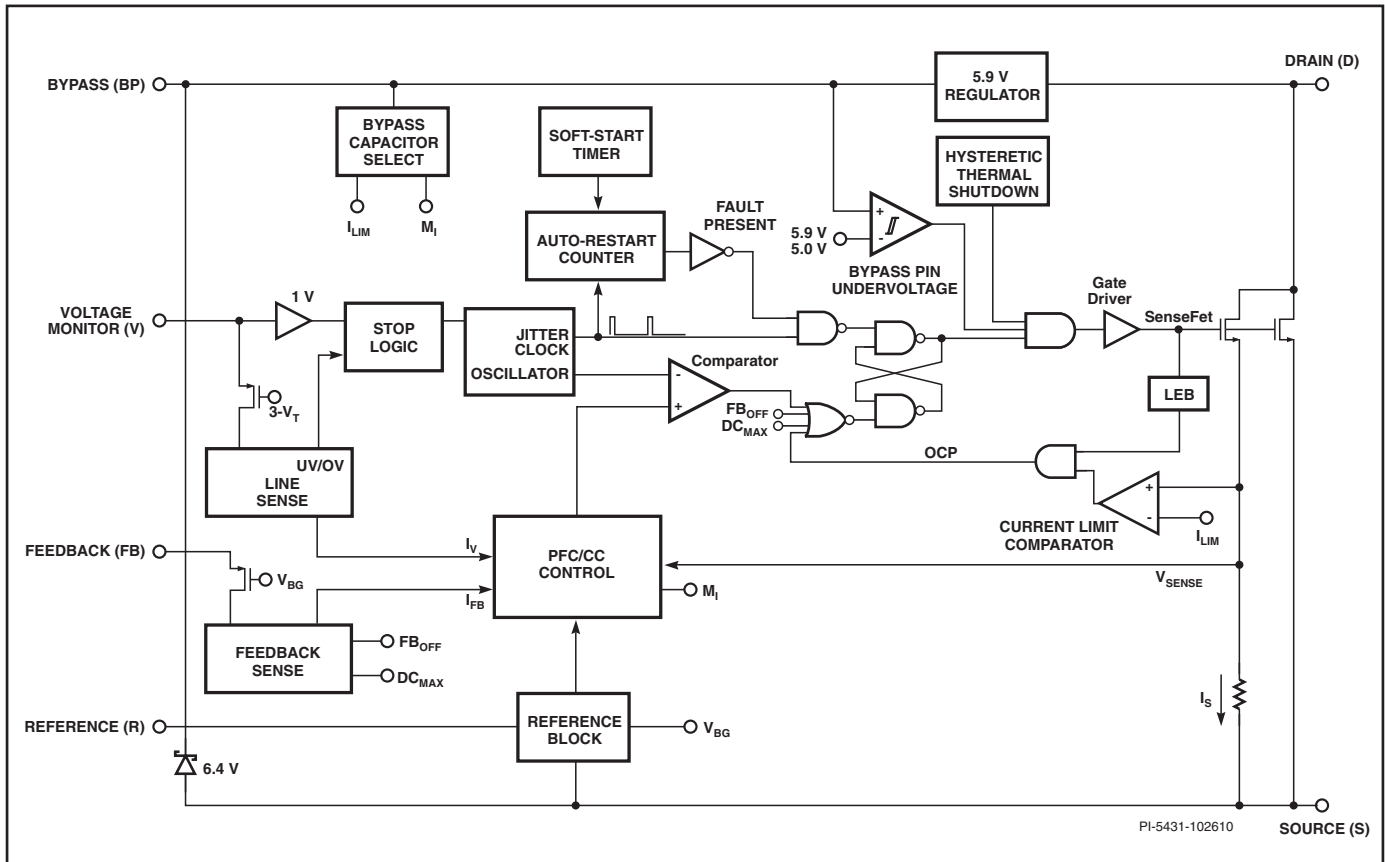 BYPASS (BP)
DRAIN (D)
5.9 V
REGULATOR
BYPASS
CAPACITOR
SELECT
SOFT-START
TIMER
HYSTERETIC
THERMAL
SHUTDOWN
I_LIM
M_I
FAULT
PRESENT
AUTO-RESTART
COUNTER
+
-
5.9 V
5.0 V
BYPASS PIN
UNDERVOLTAGE
Gate
Driver
SenseFet
VOLTAGE
MONITOR (V)
1 V
STOP
LOGIC
JITTER
CLOCK
OSCILLATOR
Comparator
-
+
3-V_T
FB_OFF
DC_MAX
LEB
OCP
UV/OV
LINE
SENSE
+
-
CURRENT LIMIT
COMPARATOR
I_LIM
FEEDBACK (FB)
I_V
PFC/CC
CONTROL
V_SENSE
V_BG
I_FB
M_I
FEEDBACK
SENSE
FB_OFF
DC_MAX
I_S
REFERENCE (R)
REFERENCE
BLOCK
V_BG
6.4 V
PI-5431-102610
SOURCE (S)